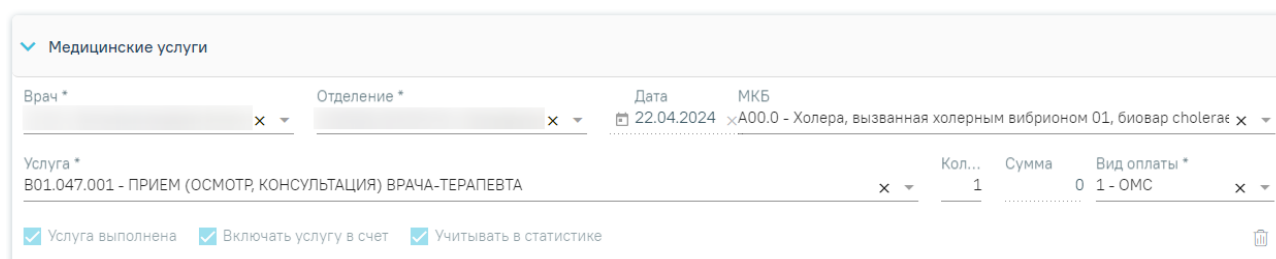 Медицинские услуги
Врач * Отделение * Дата МКБ
22.04.2024 A00.0 - Холера, вызванная холерным вибрионом 01, биовар cholerae
Услуга * Кол... Сумма Вид оплаты *
B01.047.001 - ПРИЕМ (ОСМОТР, КОНСУЛЬТАЦИЯ) ВРАЧА-ТЕРАПЕВТА 1 0 1 - ОМС
Услуга выполнена Включать услугу в счет Учитывать в статистике